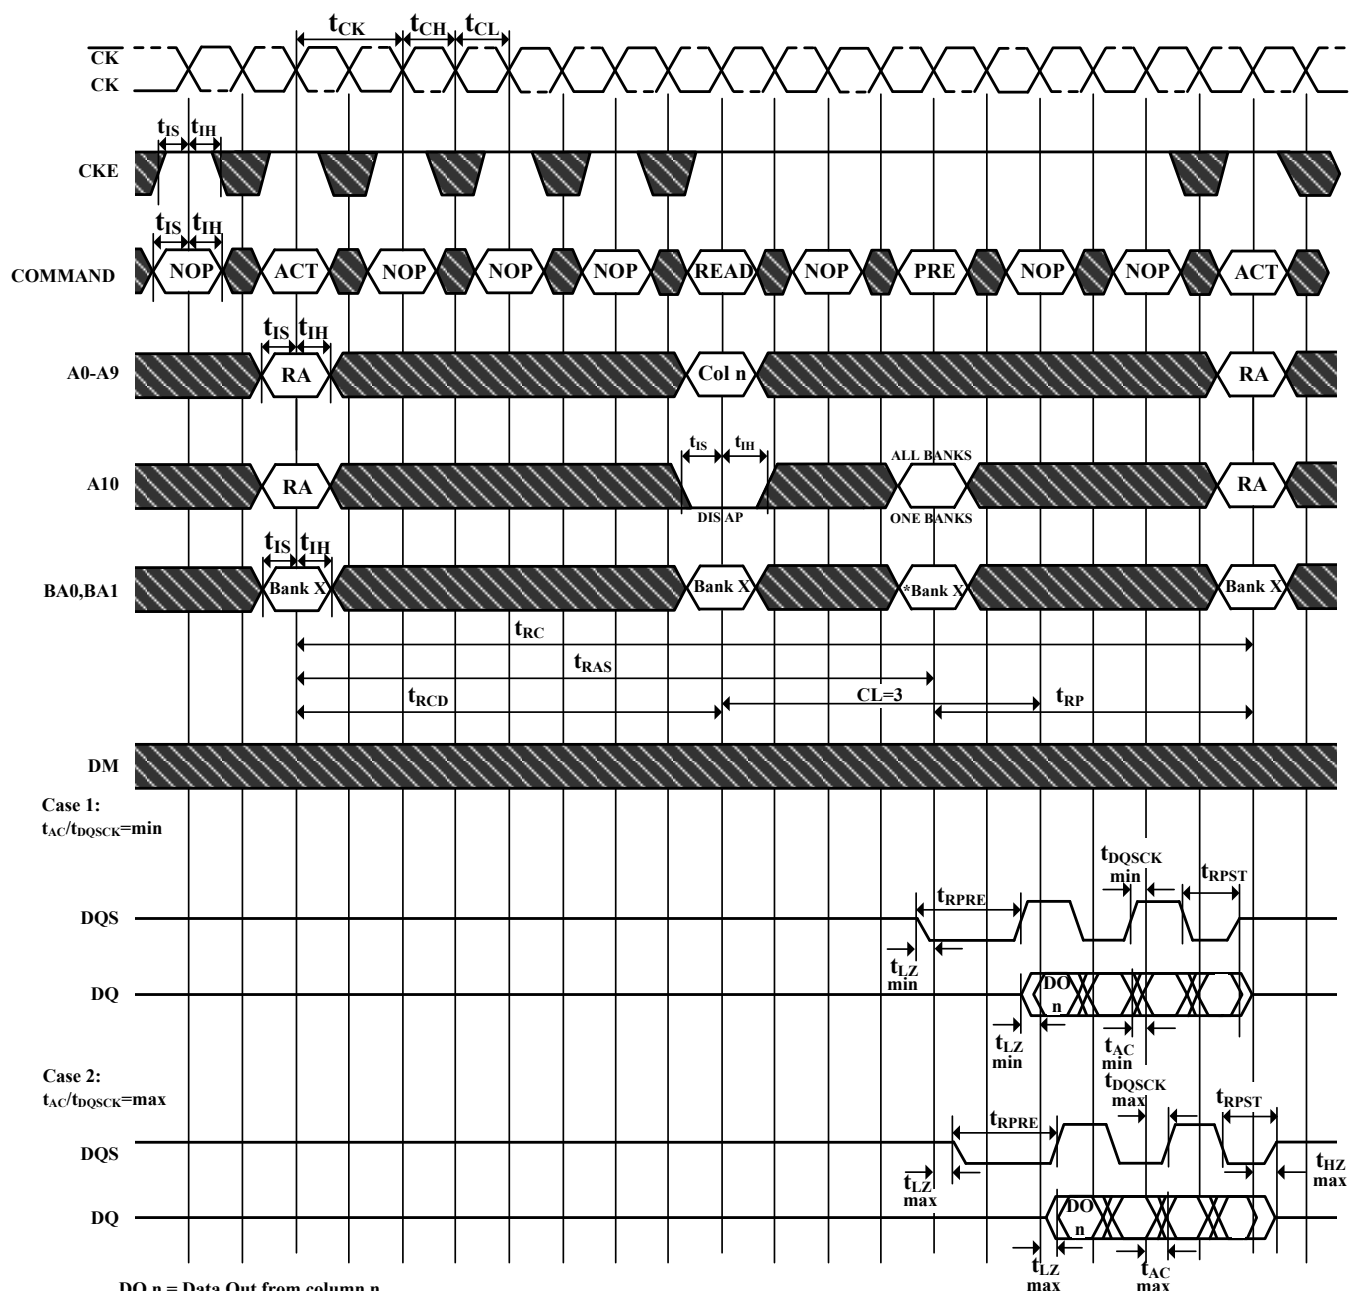 tCK tCH tCL
CK
CK
tIS tIH
CKE
tIS tIH
COMMAND NOP ACT NOP NOP NOP READ NOP PRE NOP NOP ACT
tIS tIH
A0-A9 RA Col n RA
tIS tIH ALL BANKS
A10 RA RA
DIS AP ONE BANKS
tIS tIH
BA0,BA1 Bank X Bank X *Bank X Bank X
tRC
tRAS
tRCD CL=3 tRP
DM
Case 1:
tAC/tDQSCK=min
tDQSCK
min
tRPST
tRPRE
DQS
tLZ
min
DQ DO
n
tLZ
min
tAC
min
Case 2:
tAC/tDQSCK=max
tDQSCK
max
tRPST
tRPRE
DQS
tLZ
max
tHZ
max
DQ DO
n
tLZ
max
tAC
max
DO n = Data Out from column n